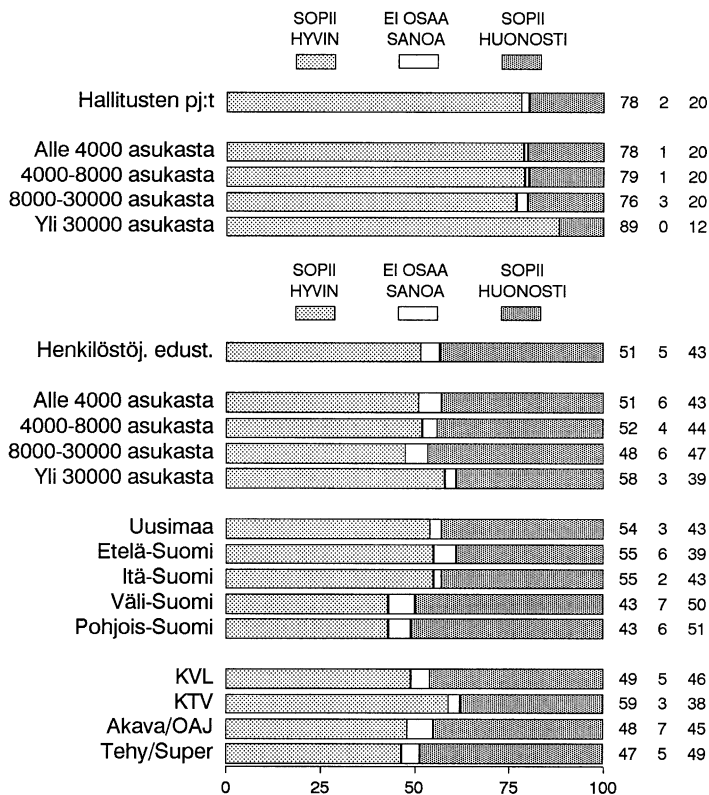 SOPII EI OSAA SOPII
HYVIN SANOA HUONOSTI
Hallitusten pj:t 78 2 20
Alle 4000 asukasta 78 1 20
4000-8000 asukasta 79 1 20
8000-30000 asukasta 76 3 20
Yli 30000 asukasta 89 0 12
SOPII EI OSAA SOPII
HYVIN SANOA HUONOSTI
Henkilöstöj. edust. 51 5 43
Alle 4000 asukasta 51 6 43
4000-8000 asukasta 52 4 44
8000-30000 asukasta 48 6 47
Yli 30000 asukasta 58 3 39
Uusimaa 54 3 43
Etelä-Suomi 55 6 39
Itä-Suomi 55 2 43
Väli-Suomi 43 7 50
Pohjois-Suomi 43 6 51
KVL 49 5 46
KTV 59 3 38
Akava/OAJ 48 7 45
Tehy/Super 47 5 49
0 25 50 75 100